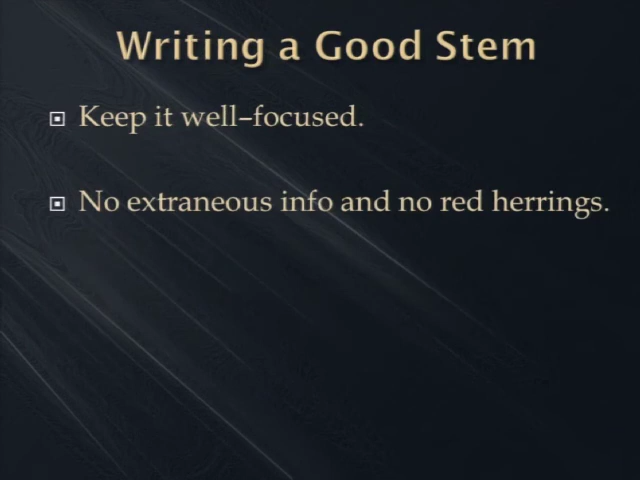 Writing a Good Stem
Keep it well–focused.
No extraneous info and no red herrings.